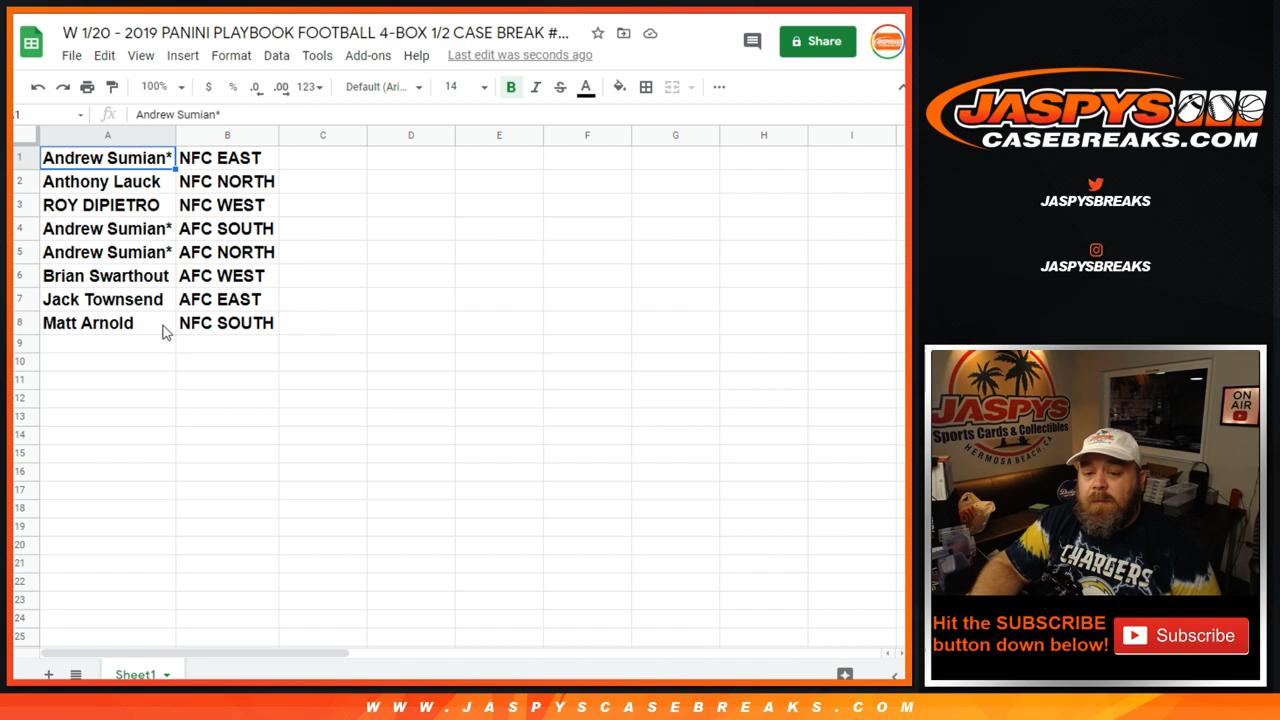 W 1/20 - 2019 PANINI PLAYBOOK FOOTBALL 4-BOX 1/2 CASE BREAK #...
File Edit View Insert Format Data Tools Add-ons Help Last edit was seconds ago
Share
100% $ % .0 .00 123 Default (Ari... 14 B I S A
fx Andrew Sumian*
A B C D E F G H I
1 Andrew Sumian* NFC EAST
2 Anthony Lauck NFC NORTH
3 ROY DIPIETRO NFC WEST
4 Andrew Sumian* AFC SOUTH
5 Andrew Sumian* AFC NORTH
6 Brian Swarthout AFC WEST
7 Jack Townsend AFC EAST
8 Matt Arnold NFC SOUTH
9
10
11
12
13
14
15
16
17
18
19
20
21
22
23
24
25
Sheet1
JASPYS
CASEBREAKS.COM
JASPYSBREAKS
JASPYSBREAKS
JASPYS
Sports Cards & Collectibles
HERMOSA BEACH, CA
ON
AIR
CHARGERS
Hit the SUBSCRIBE
button down below!
Subscribe
WWW.JASPYSCASEBREAKS.COM